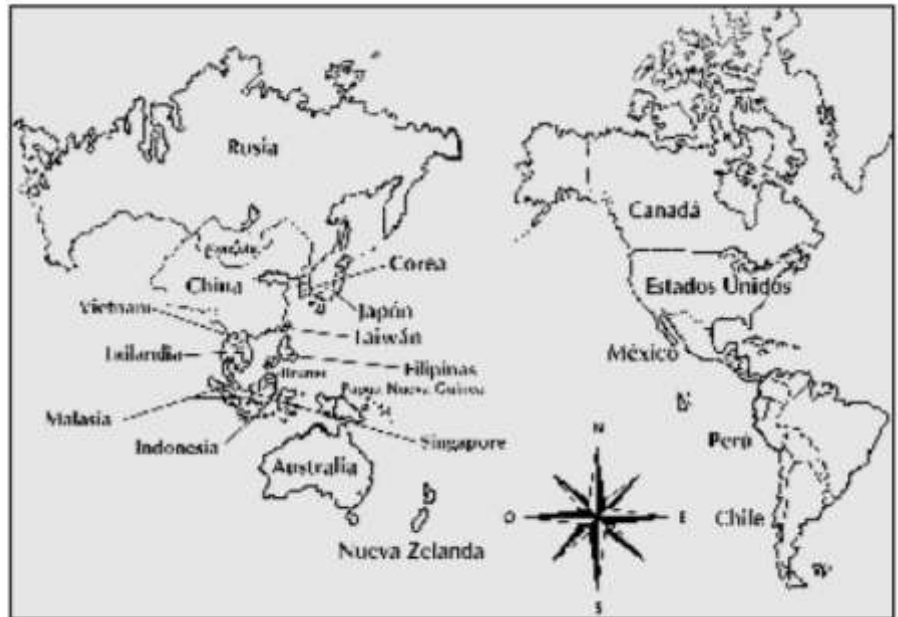 Rusia
Canadá
China
Corea
Estados Unidos
Vietnam
Japón
Taiwán
México
Tailandia
Filipinas
Brunei
Papua Nueva Guinea
Malasia
Indonesia
Singapore
Perú
Australia
N
O
E
Chile
Nueva Zelanda
S